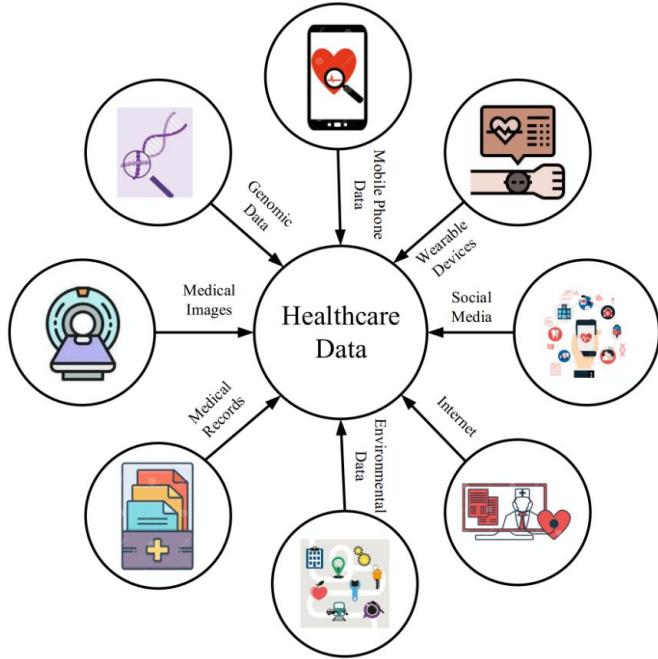 Mobile Phone
Data
Genomic
Data
Wearable
Devices
Medical
Images
Healthcare
Data
Social
Media
Medical
Records
Environmental
Data
Internet